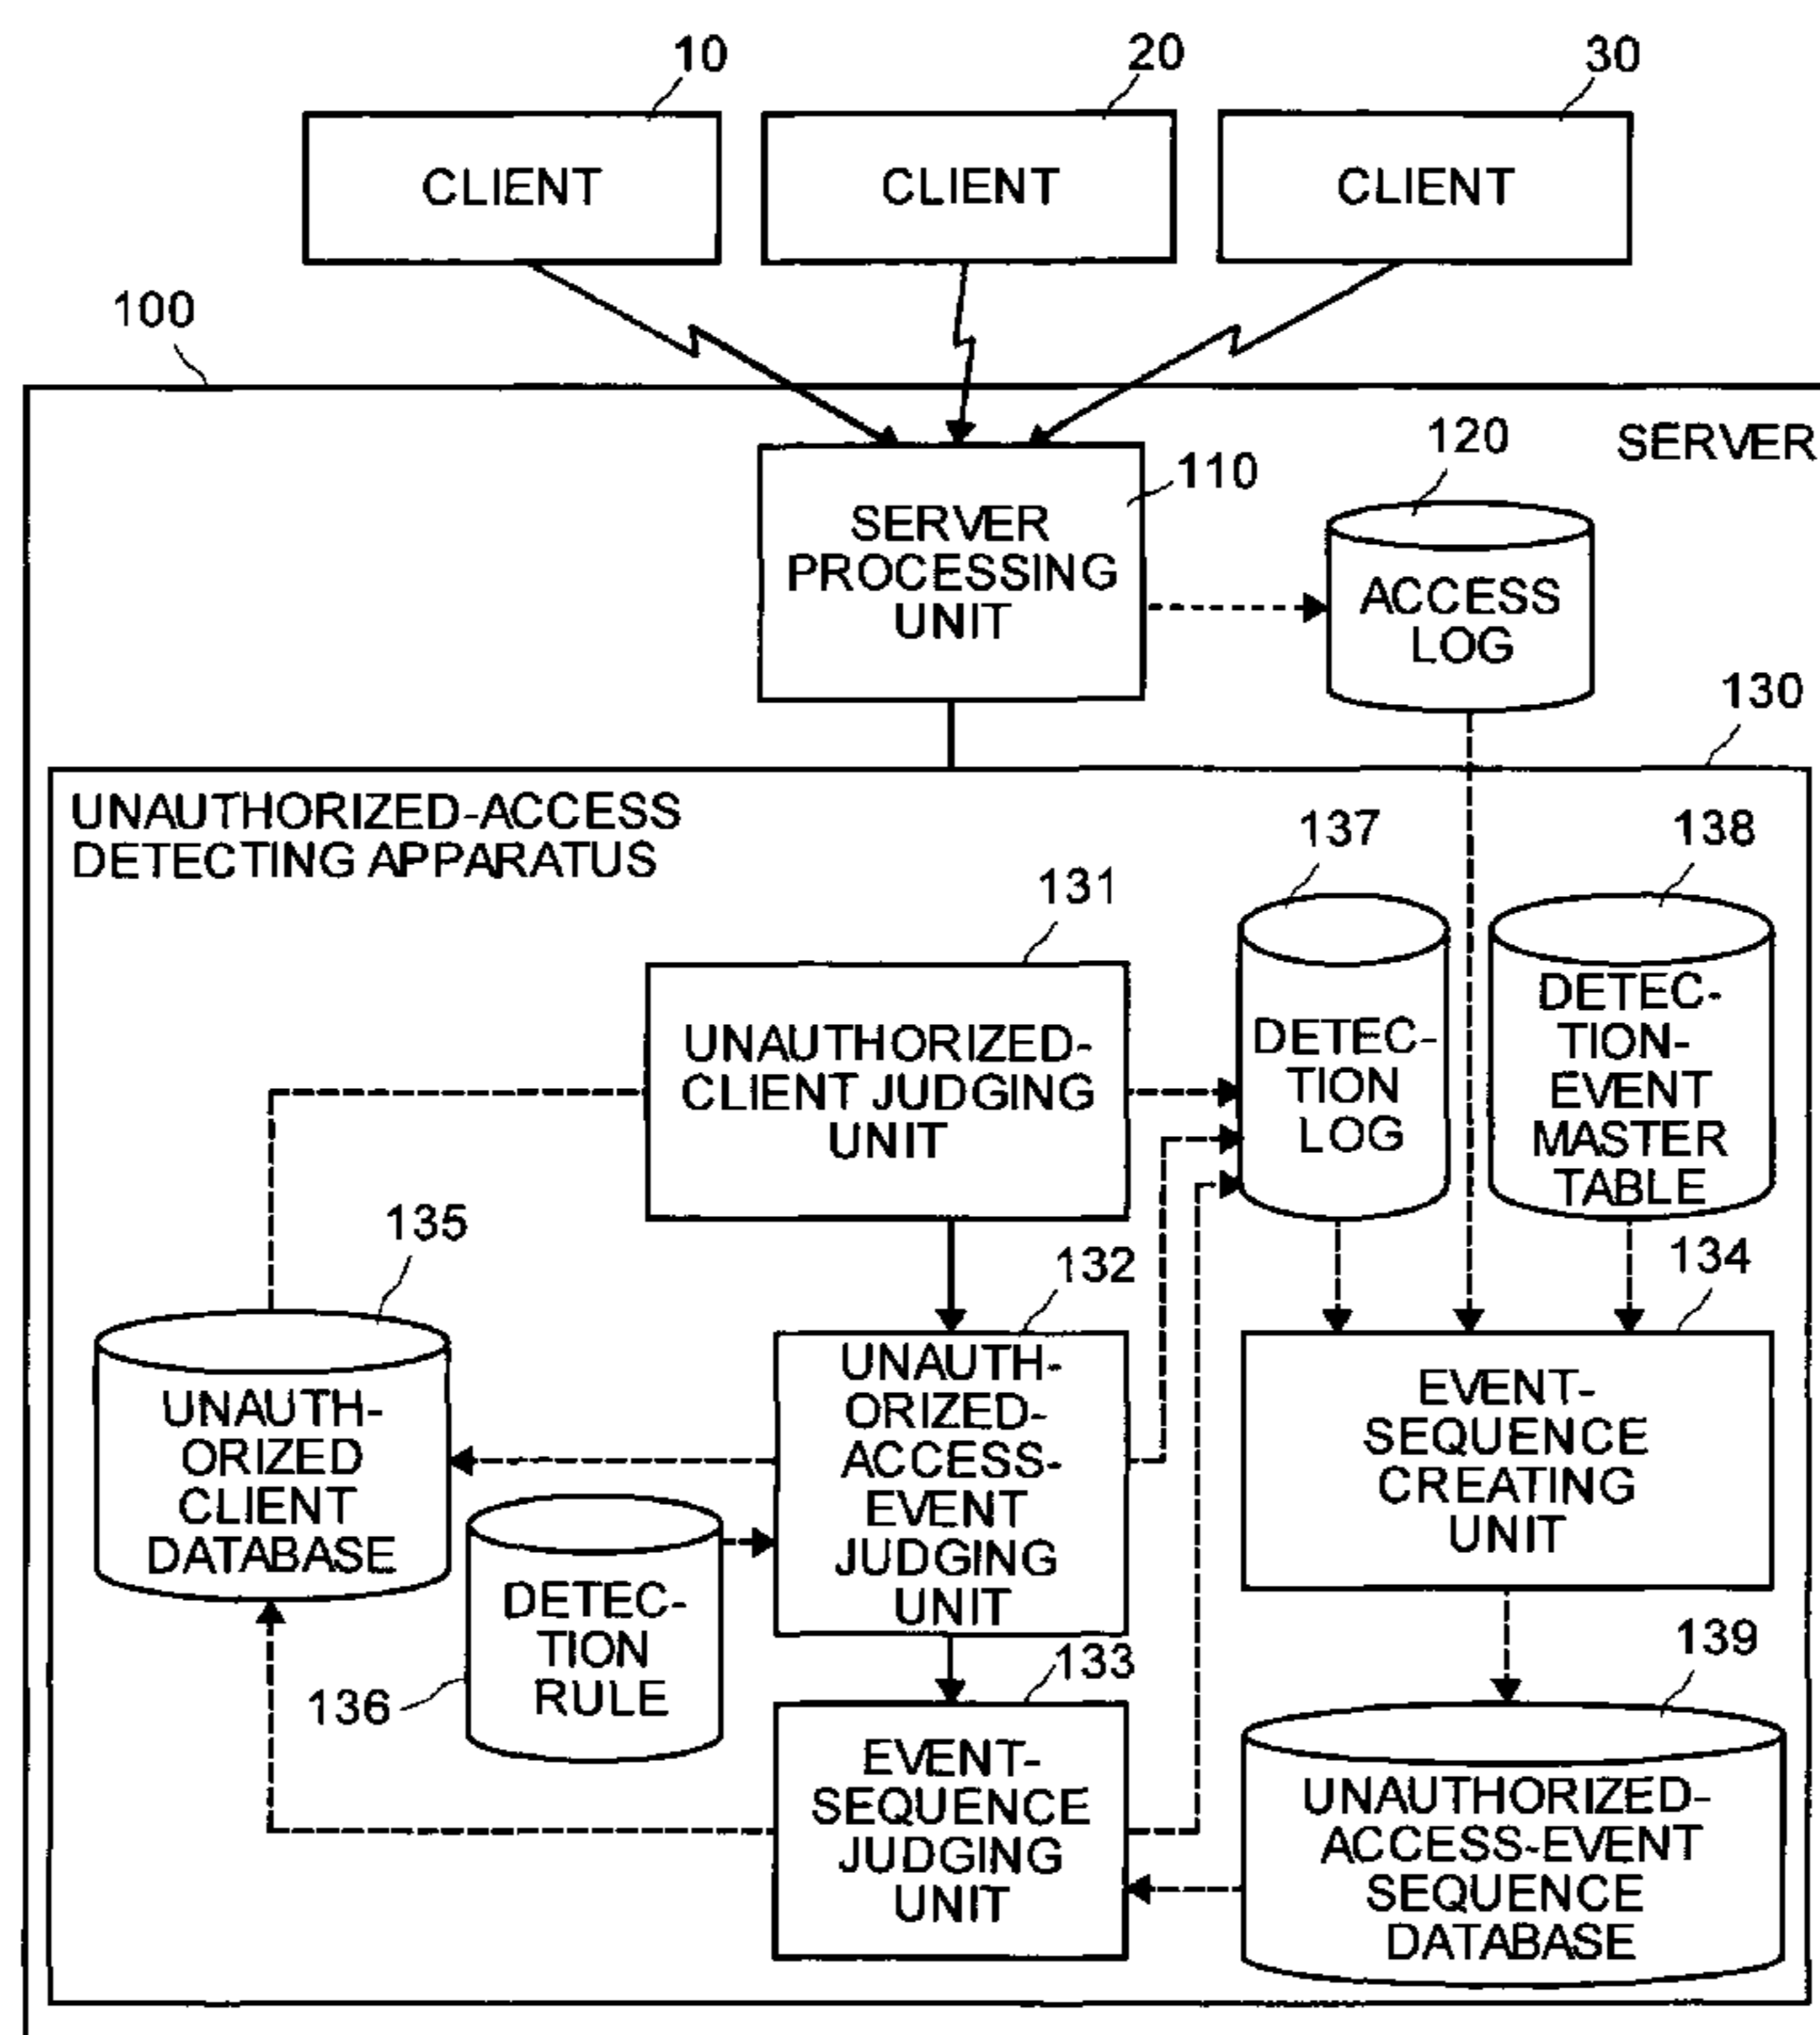 10
20
30
CLIENT
CLIENT
CLIENT
100
SERVER
120
110
SERVER
PROCESSING
UNIT
ACCESS
LOG
130
UNAUTHORIZED-ACCESS
DETECTING APPARATUS
137
138
131
UNAUTHORIZED-
CLIENT JUDGING
UNIT
DETEC-
TION
LOG
DETEC-
TION-
EVENT
MASTER
TABLE
135
132
134
UNAUTH-
ORIZED
CLIENT
DATABASE
UNAUTH-
ORIZED-
ACCESS-
EVENT
JUDGING
UNIT
EVENT-
SEQUENCE
CREATING
UNIT
DETEC-
TION
RULE
136
133
139
EVENT-
SEQUENCE
JUDGING
UNIT
UNAUTHORIZED-
ACCESS-EVENT
SEQUENCE
DATABASE